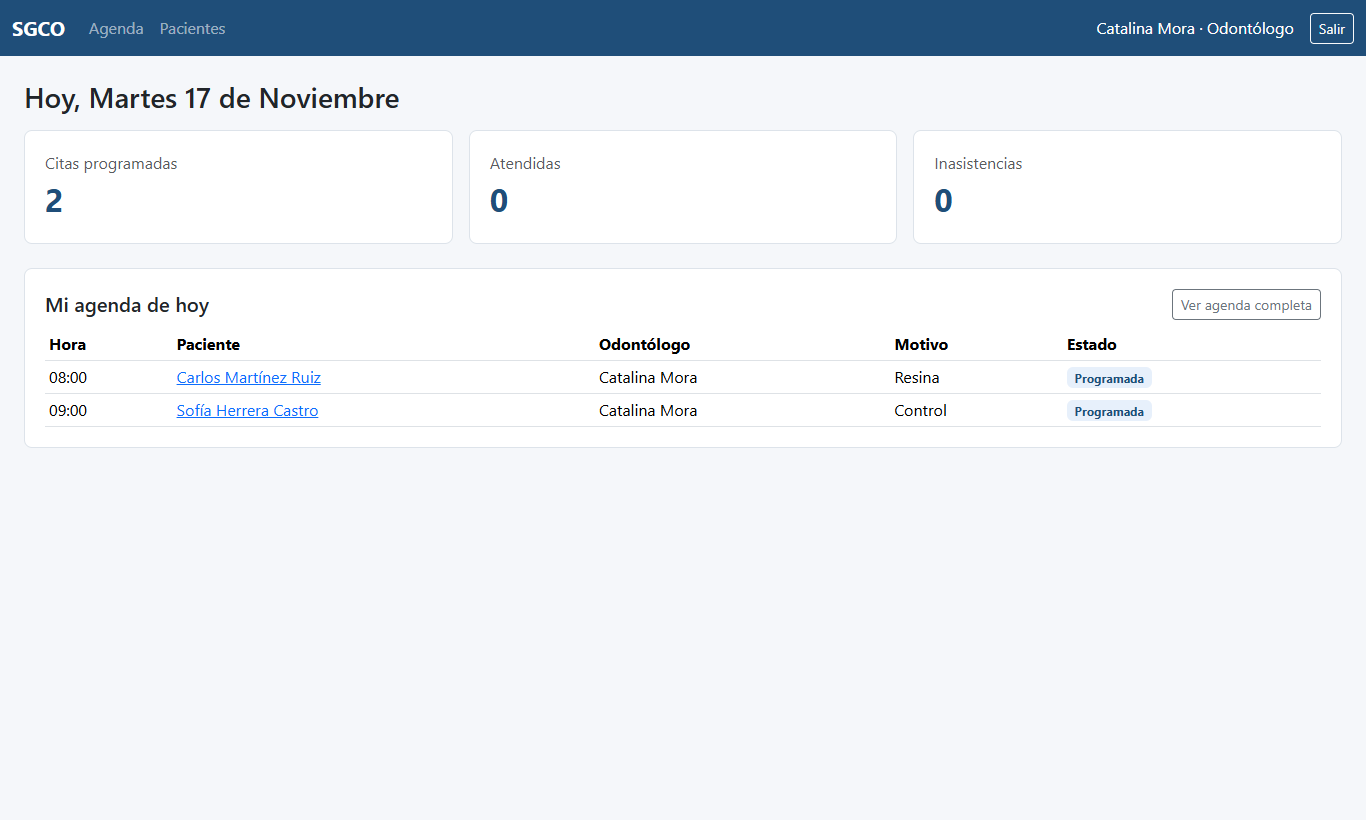 SGCO Agenda Pacientes Catalina Mora · Odontólogo Salir
Hoy, Martes 17 de Noviembre
Citas programadas
2
Atendidas
0
Inasistencias
0
Mi agenda de hoy Ver agenda completa
Hora Paciente Odontólogo Motivo Estado
08:00 Carlos Martínez Ruiz Catalina Mora Resina Programada
09:00 Sofía Herrera Castro Catalina Mora Control Programada